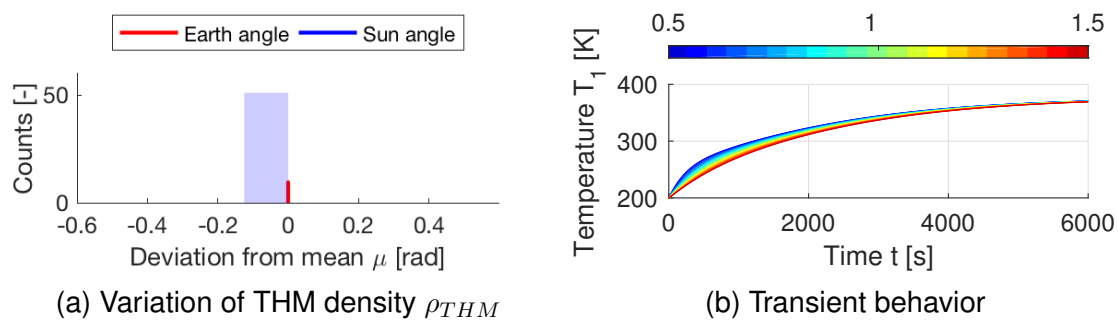 Earth angle Sun angle
50
0
Counts [-]
-0.6 -0.4 -0.2 0 0.2 0.4
Deviation from mean μ [rad]
(a) Variation of THM density ρ_THM
0.5 1 1.5
400
300
200
Temperature T_1 [K]
0 2000 4000 6000
Time t [s]
(b) Transient behavior